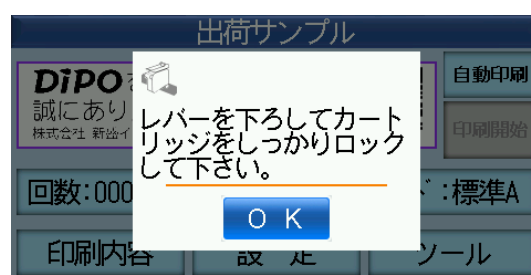 出荷サンプル
DiPO
誠にあり
株式会社 新盛イ
自動印刷
印刷開始
レバーを下ろしてカート
リッジをしっかりロック
して下さい。
OK
回数:000
:標準A
印刷内容
設 定
ツール